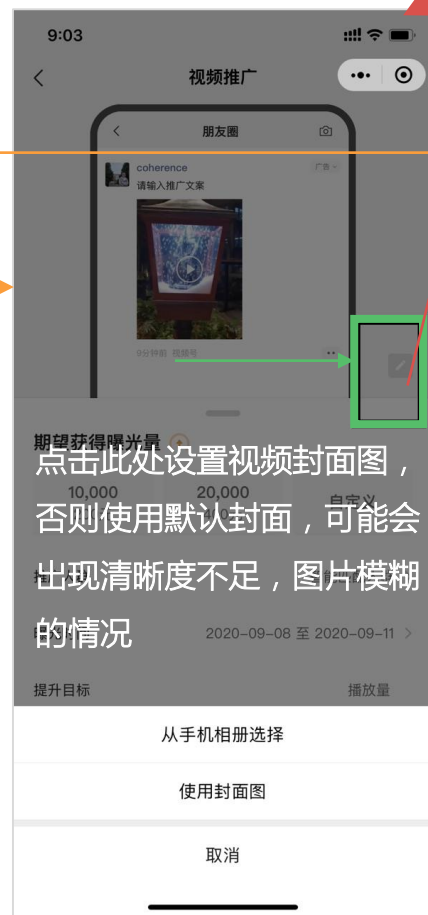 9:03
视频推广
朋友圈
coherence
广告
请输入推广文案
9分钟前 视频号
期望获得曝光量
点击此处设置视频封面图，
10,000
20,000
自定义
否则使用默认封面，可能会
出现清晰度不足，图片模糊
的情况
2020-09-08 至 2020-09-11 >
提升目标
播放量
从手机相册选择
使用封面图
取消